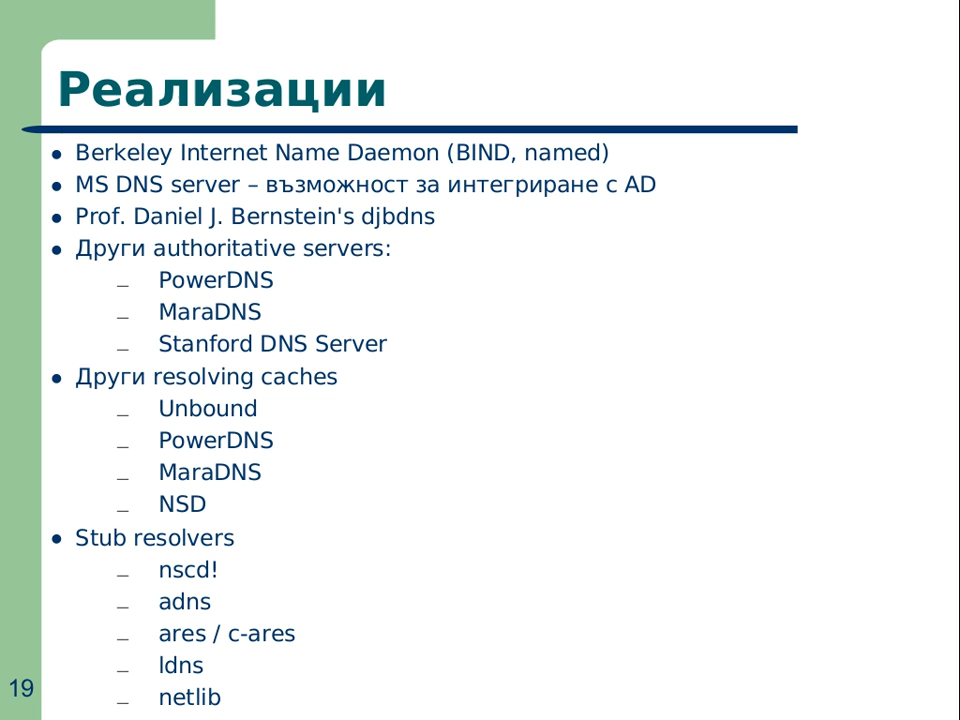 Реализации
● Berkeley Internet Name Daemon (BIND, named)
● MS DNS server – възможност за интегриране с AD
● Prof. Daniel J. Bernstein's djbdns
● Други authoritative servers:
– PowerDNS
– MaraDNS
– Stanford DNS Server
● Други resolving caches
– Unbound
– PowerDNS
– MaraDNS
– NSD
● Stub resolvers
– nscd!
– adns
– ares / c-ares
– ldns
– netlib
19